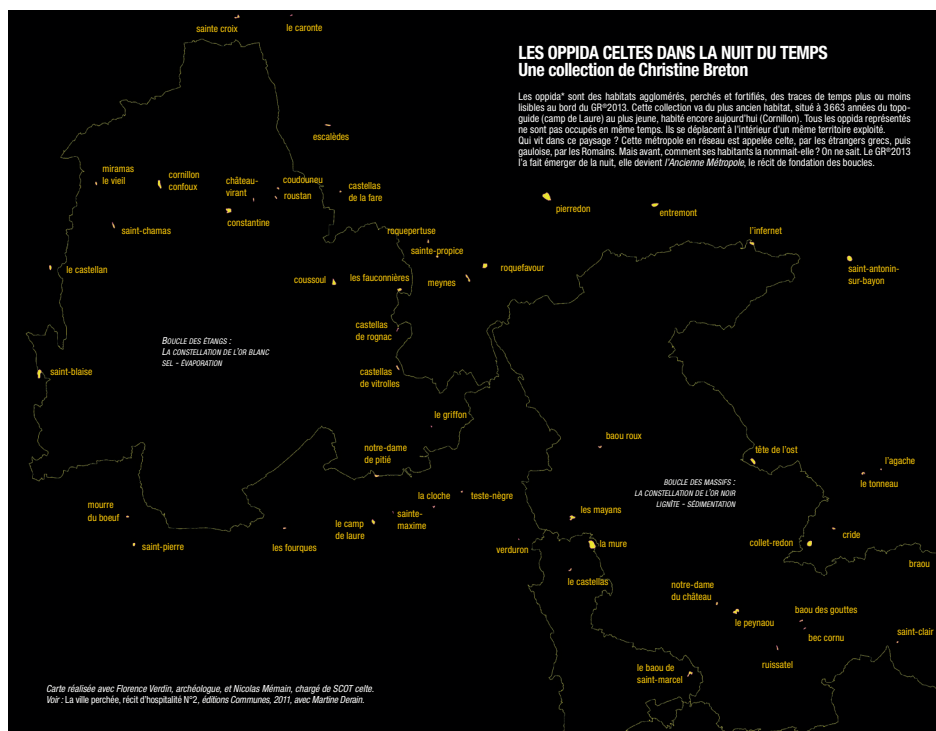 sainte croix
le caronte
LES OPPIDA CELTES DANS LA NUIT DU TEMPS
Une collection de Christine Breton
Les oppida* sont des habitats agglomérés, perchés et fortifiés, des traces de temps plus ou moins
lisibles au bord du GR®2013. Cette collection va du plus ancien habitat, situé à 3 663 années du topo-
guide (camp de Laure) au plus jeune, habité encore aujourd'hui (Cornillon). Tous les oppida représentés
ne sont pas occupés en même temps. Ils se déplacent à l'intérieur d'un même territoire exploité.
Qui vit dans ce paysage ? Cette métropole en réseau est appelée celte, par les étrangers grecs, puis
gauloise, par les Romains. Mais avant, comment ses habitants la nommait-elle ? On ne sait. Le GR®2013
l'a fait émerger de la nuit, elle devient l'Ancienne Métropole, le récit de fondation des boucles.
escalèdes
miramas
le vieil
cornillon
confoux
château-
virant
coudouneu
roustan
castellas
de la fare
constantine
saint-chamas
pierredon
entremont
l'infernet
roquepertuse
sainte-propice
le castellan
coussoul
les fauconnières
meynes
roquefavour
saint-antonin-
sur-bayon
castellas
de rognac
BOUCLE DES ÉTANGS :
LA CONSTELLATION DE L'OR BLANC
SEL - ÉVAPORATION
saint-blaise
castellas
de vitrolles
le griffon
baou roux
notre-dame
de pitié
tête de l'ost
l'agache
le tonneau
BOUCLE DES MASSIFS :
LA CONSTELLATION DE L'OR NOIR
LIGNÎTE - SÉDIMENTATION
la cloche
teste-nègre
mourre
du boeuf
sainte-
maxime
le camp
de laure
les mayans
saint-pierre
les fourques
verduron
la mure
collet-redon
cride
braou
le castellas
notre-dame
du château
le peynaou
baou des gouttes
bec cornu
saint-clair
ruissatel
le baou de
saint-marcel
Carte réalisée avec Florence Verdin, archéologue, et Nicolas Mémain, chargé de SCOT celte.
Voir : La ville perchée, récit d'hospitalité N°2, éditions Communes, 2011, avec Martine Derain.